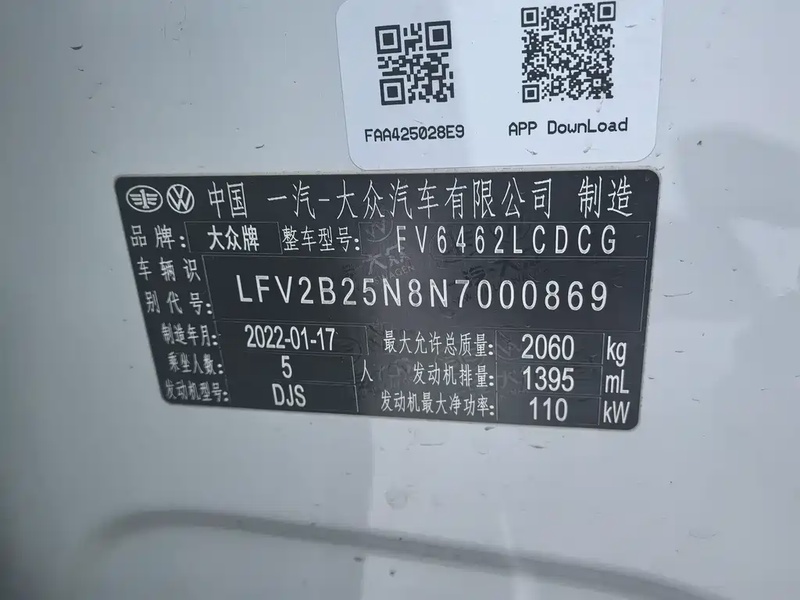 FAA425028E9 APP DownLoad
中国 一汽-大众汽车有限公司 制造
品牌: 大众牌 整车型号: FV6462LCDCG
车辆识别代号: LFV2B25N8N7000869
制造年月: 2022-01-17 最大允许总质量: 2060 kg
乘坐人数: 5 人 发动机排量: 1395 mL
发动机型号: DJS 发动机最大净功率: 110 kW